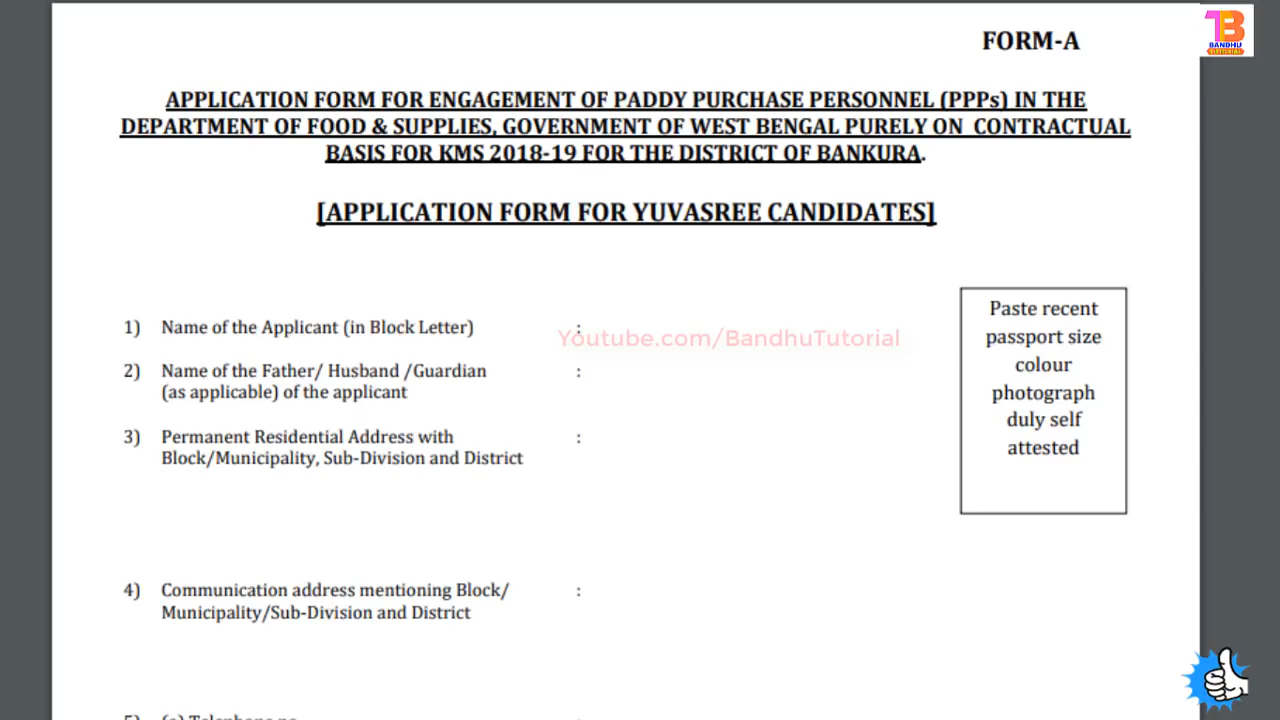 FORM-A
BANDHU
TUTORIAL
APPLICATION FORM FOR ENGAGEMENT OF PADDY PURCHASE PERSONNEL (PPPs) IN THE
DEPARTMENT OF FOOD & SUPPLIES, GOVERNMENT OF WEST BENGAL PURELY ON CONTRACTUAL
BASIS FOR KMS 2018-19 FOR THE DISTRICT OF BANKURA.
[APPLICATION FORM FOR YUVASREE CANDIDATES]
1) Name of the Applicant (in Block Letter) :
Youtube.com/BandhuTutorial
2) Name of the Father/ Husband /Guardian :
(as applicable) of the applicant
3) Permanent Residential Address with :
Block/Municipality, Sub-Division and District
Paste recent
passport size
colour
photograph
duly self
attested
4) Communication address mentioning Block/ :
Municipality/Sub-Division and District
5) (a) Telephone no